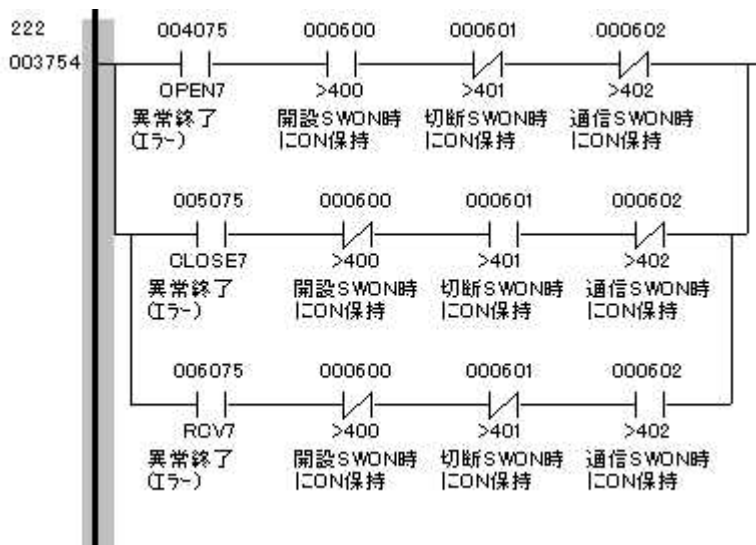 222 004075 000600 000601 000602
003754
OPEN7 >400 >401 >402
異常終了 開設SWON時 切断SWON時 通信SWON時
(エラー) にON保持 にON保持 にON保持
005075 000600 000601 000602
CLOSE7 >400 >401 >402
異常終了 開設SWON時 切断SWON時 通信SWON時
(エラー) にON保持 にON保持 にON保持
006075 000600 000601 000602
RCV7 >400 >401 >402
異常終了 開設SWON時 切断SWON時 通信SWON時
(エラー) にON保持 にON保持 にON保持